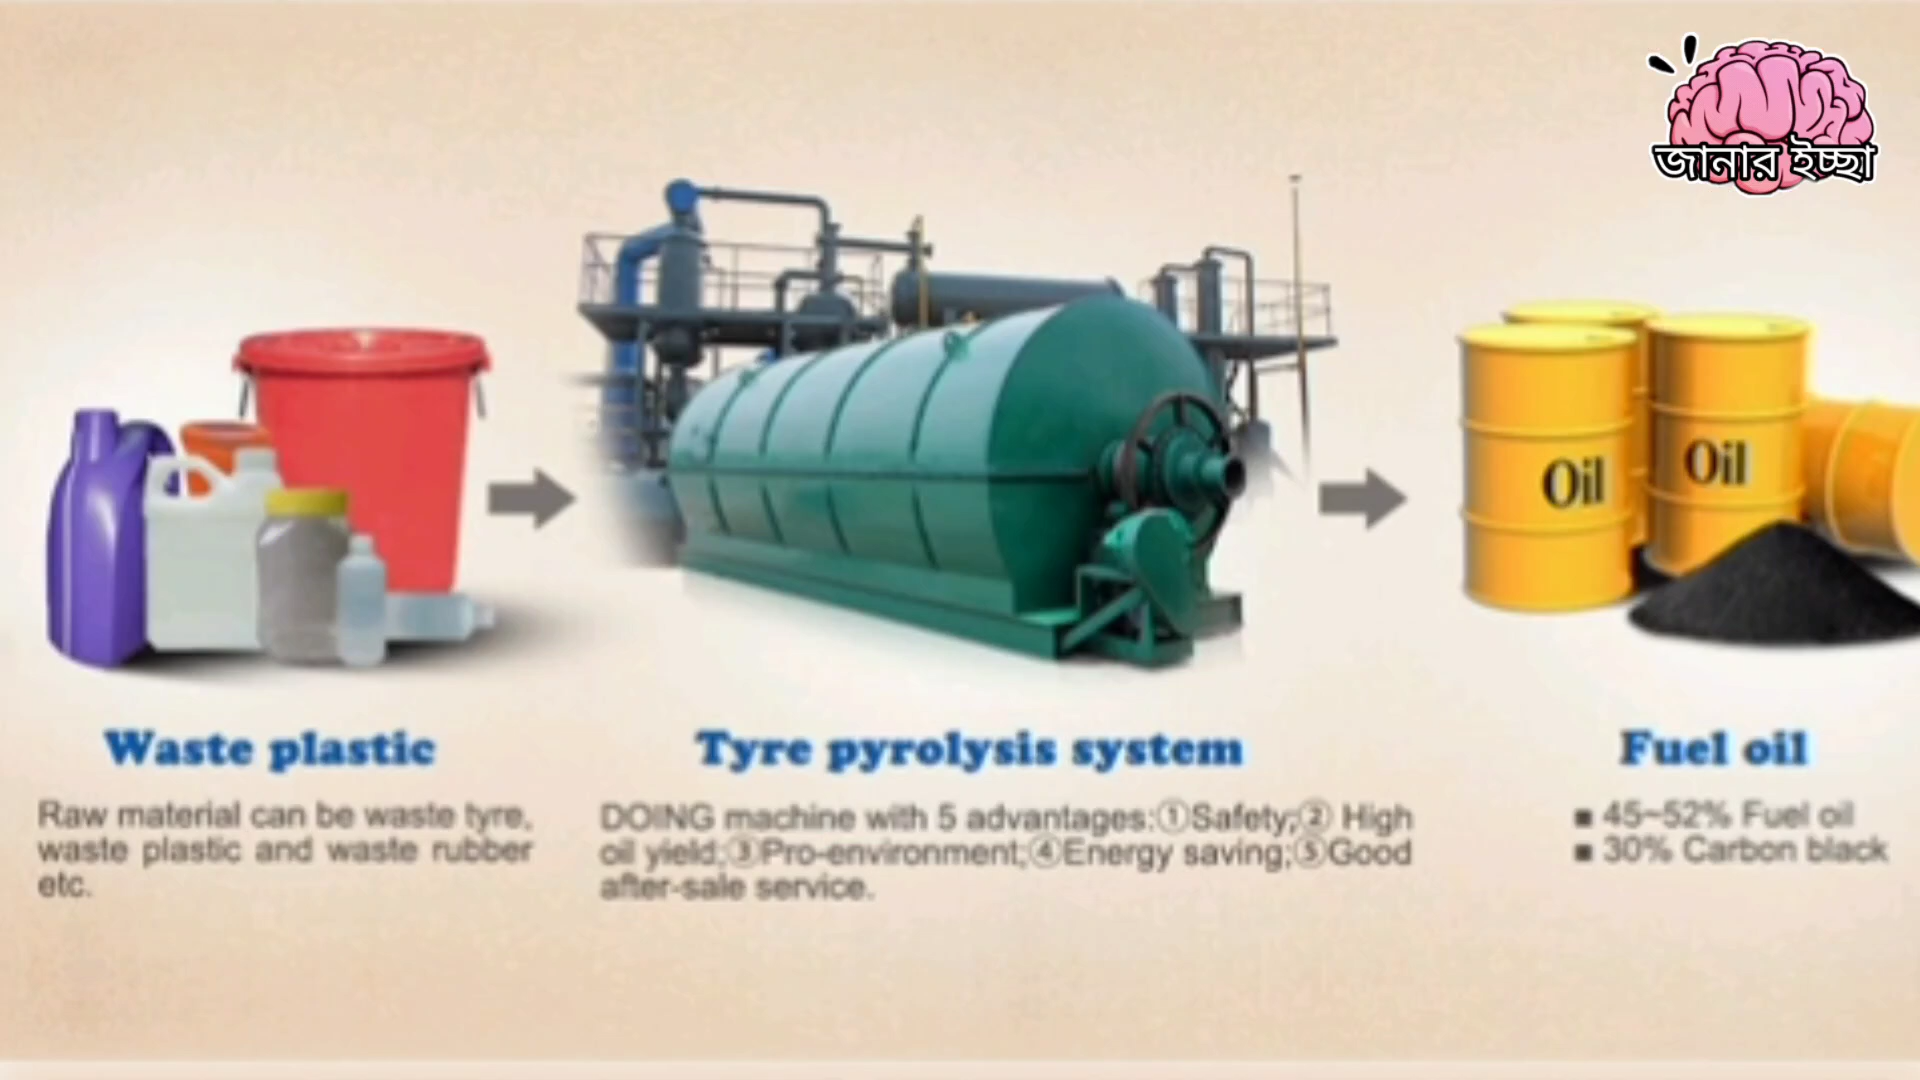 জানার ইচ্ছা
Oil
Oil
Waste plastic
Raw material can be waste tyre,
waste plastic and waste rubber
etc.
Tyre pyrolysis system
DOING machine with 5 advantages:①Safety;② High
oil yield;③Pro-environment;④Energy saving;⑤Good
after-sale service.
Fuel oil
■ 45~52% Fuel oil
■ 30% Carbon black